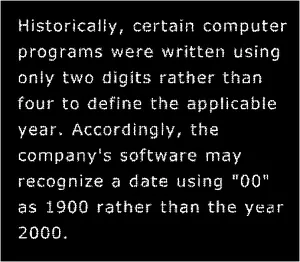 Historically, certain computer
programs were written using
only two digits rather than
four to define the applicable
year. Accordingly, the
company's software may
recognize a date using "00"
as 1900 rather than the year
2000.